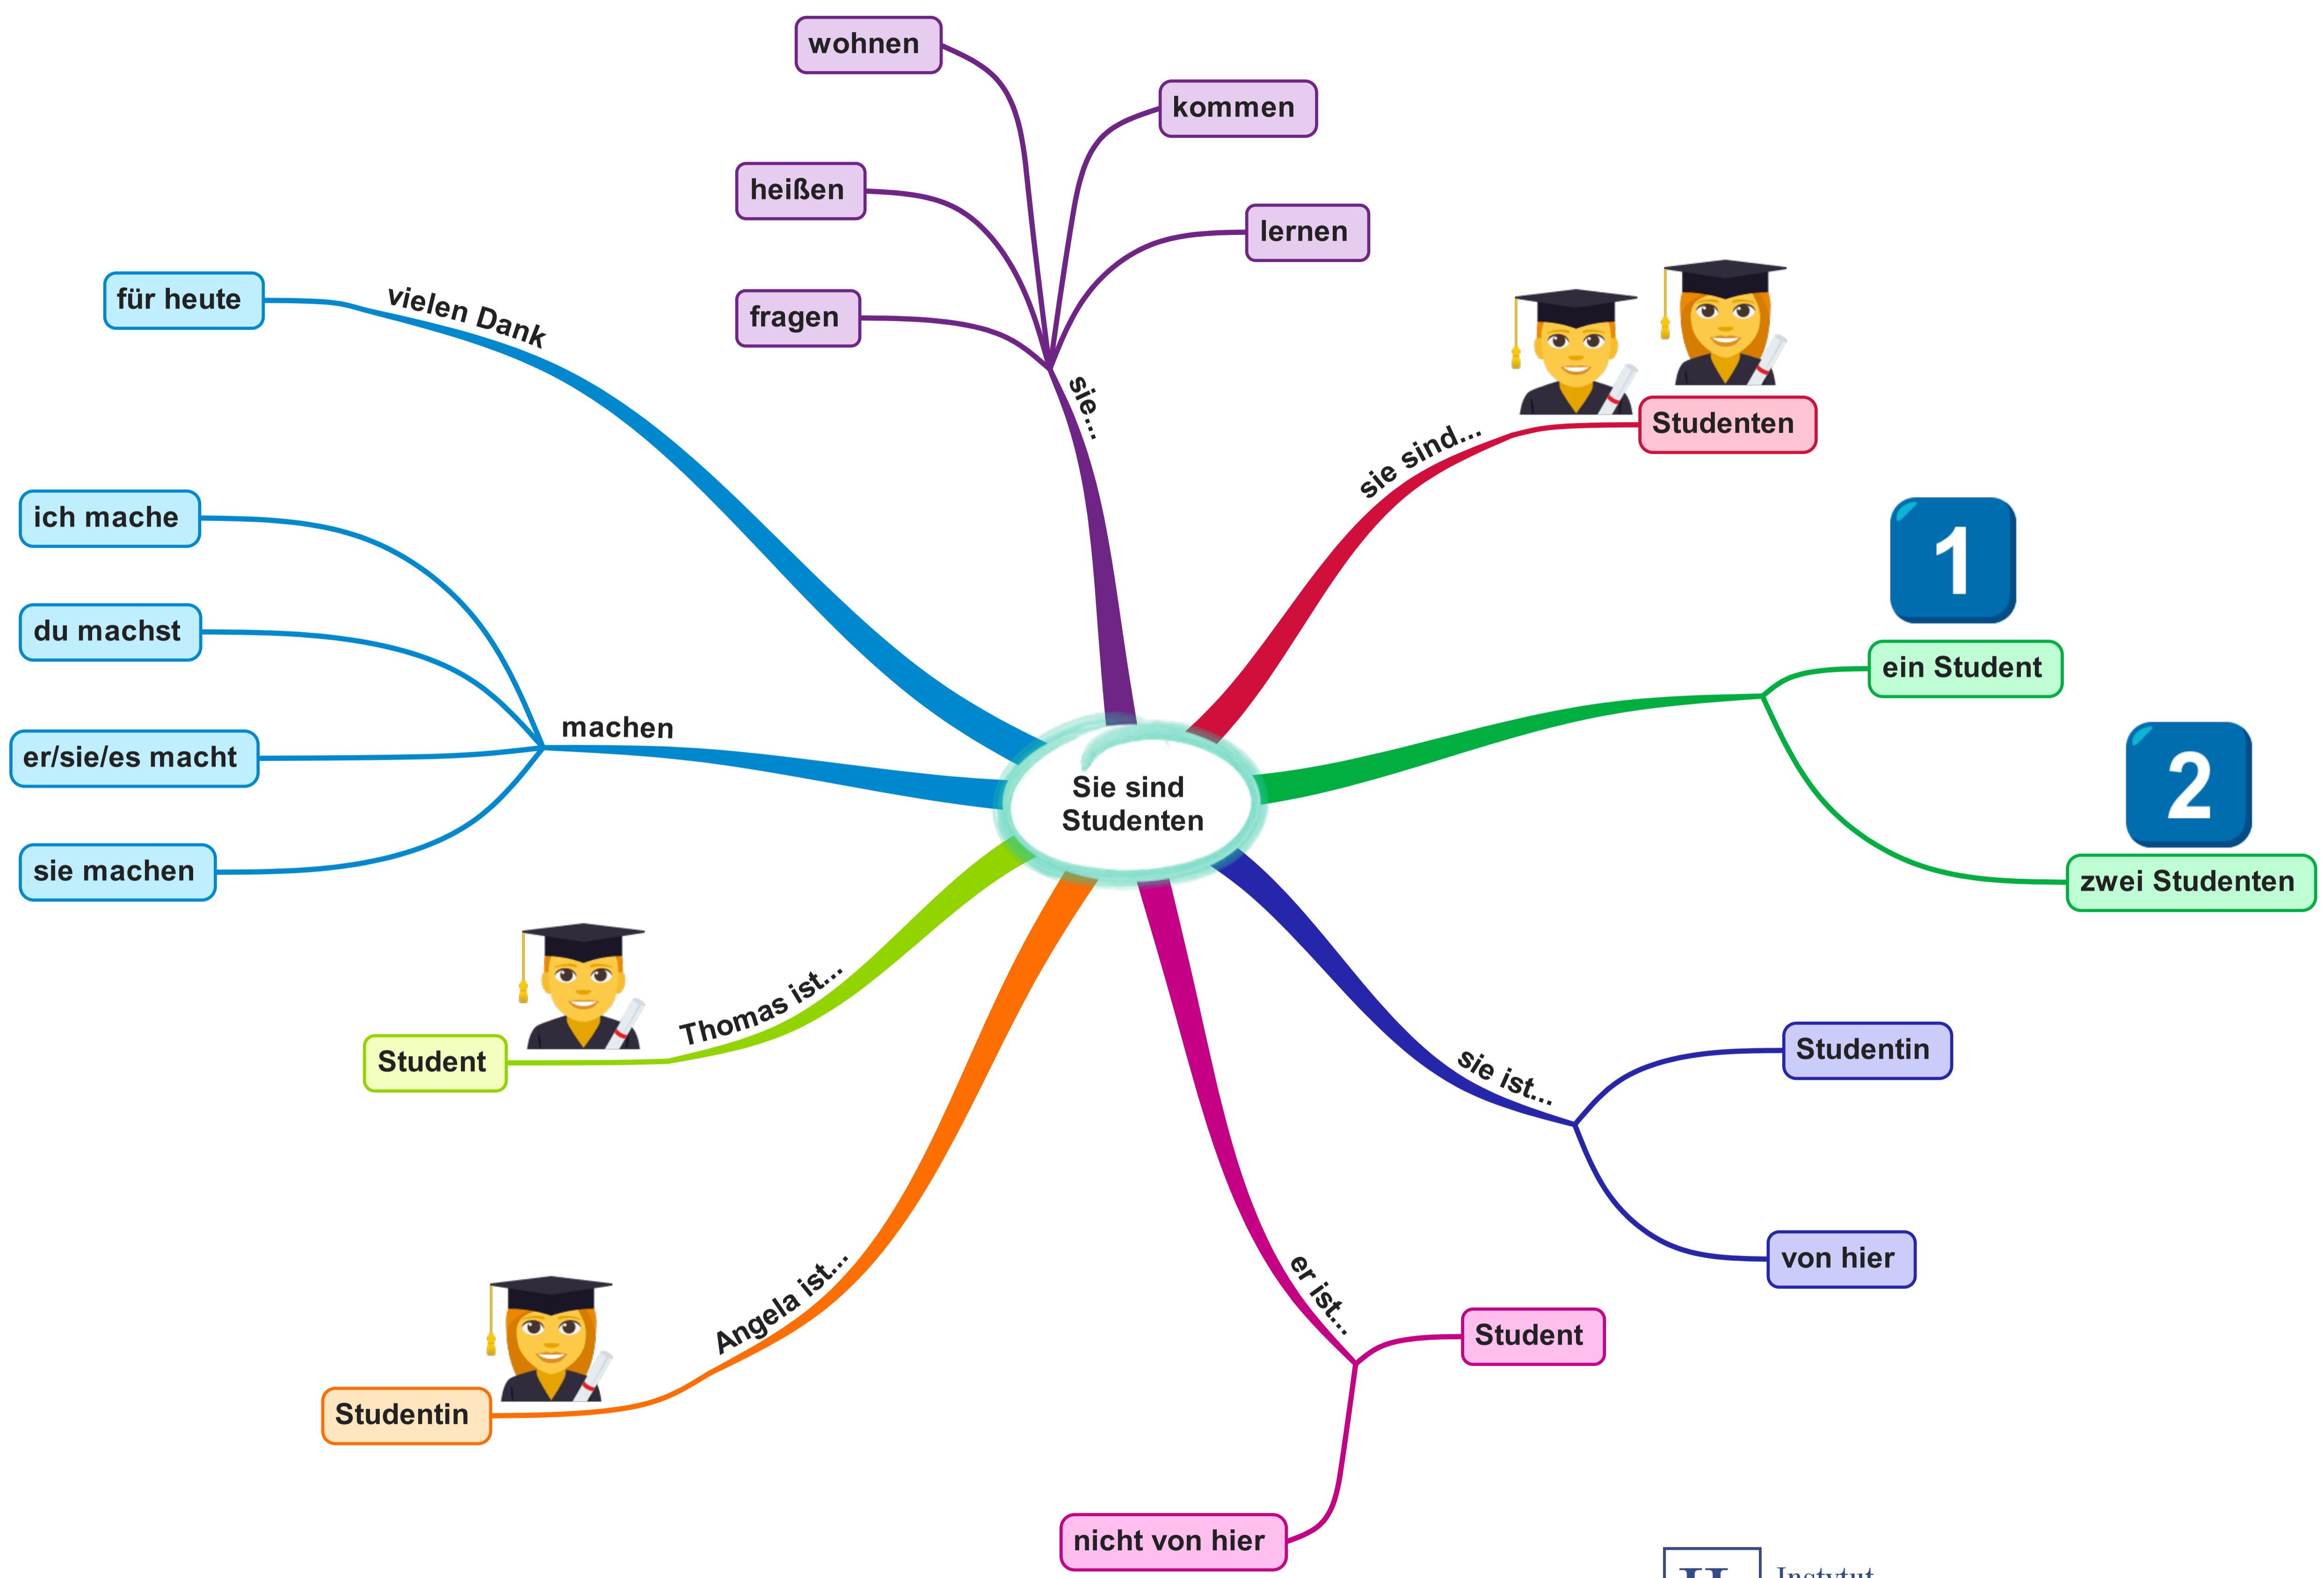 Sie sind
Studenten
sie sind...
Studenten
1
ein Student
2
zwei Studenten
sie ist...
Studentin
von hier
er ist...
Student
nicht von hier
Angela ist...
Studentin
Thomas ist...
Student
machen
ich mache
du machst
er/sie/es macht
sie machen
vielen Dank
für heute
sie...
wohnen
kommen
heißen
lernen
fragen
Instytut